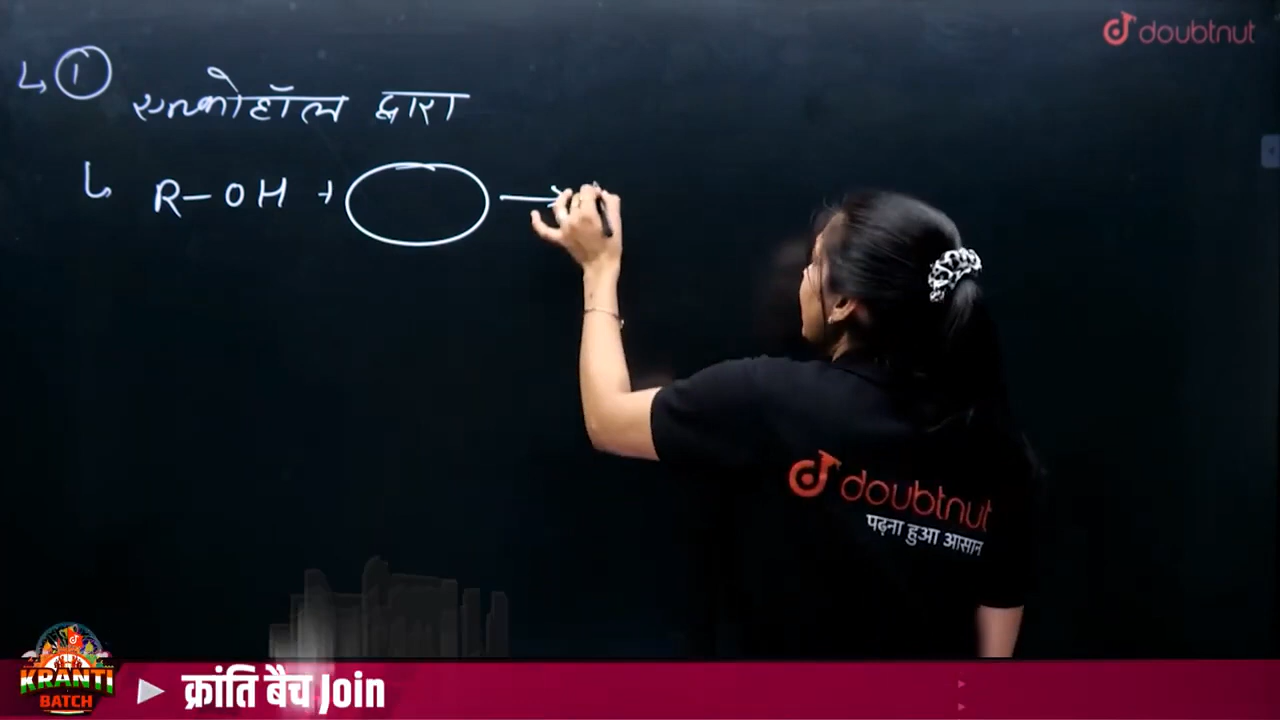 doubtnut
↳ ① एल्कोहॉल द्वारा
↳ R-OH + ⟶
doubtnut
पढ़ना हुआ आसान
KRANTI
BATCH
क्रांति बैच Join